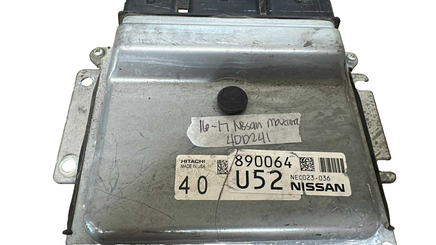 16-17 Nissan Maxima
4DD241
HITACHI
MADE IN USA
890064
40
U52
NEC023-036
NISSAN